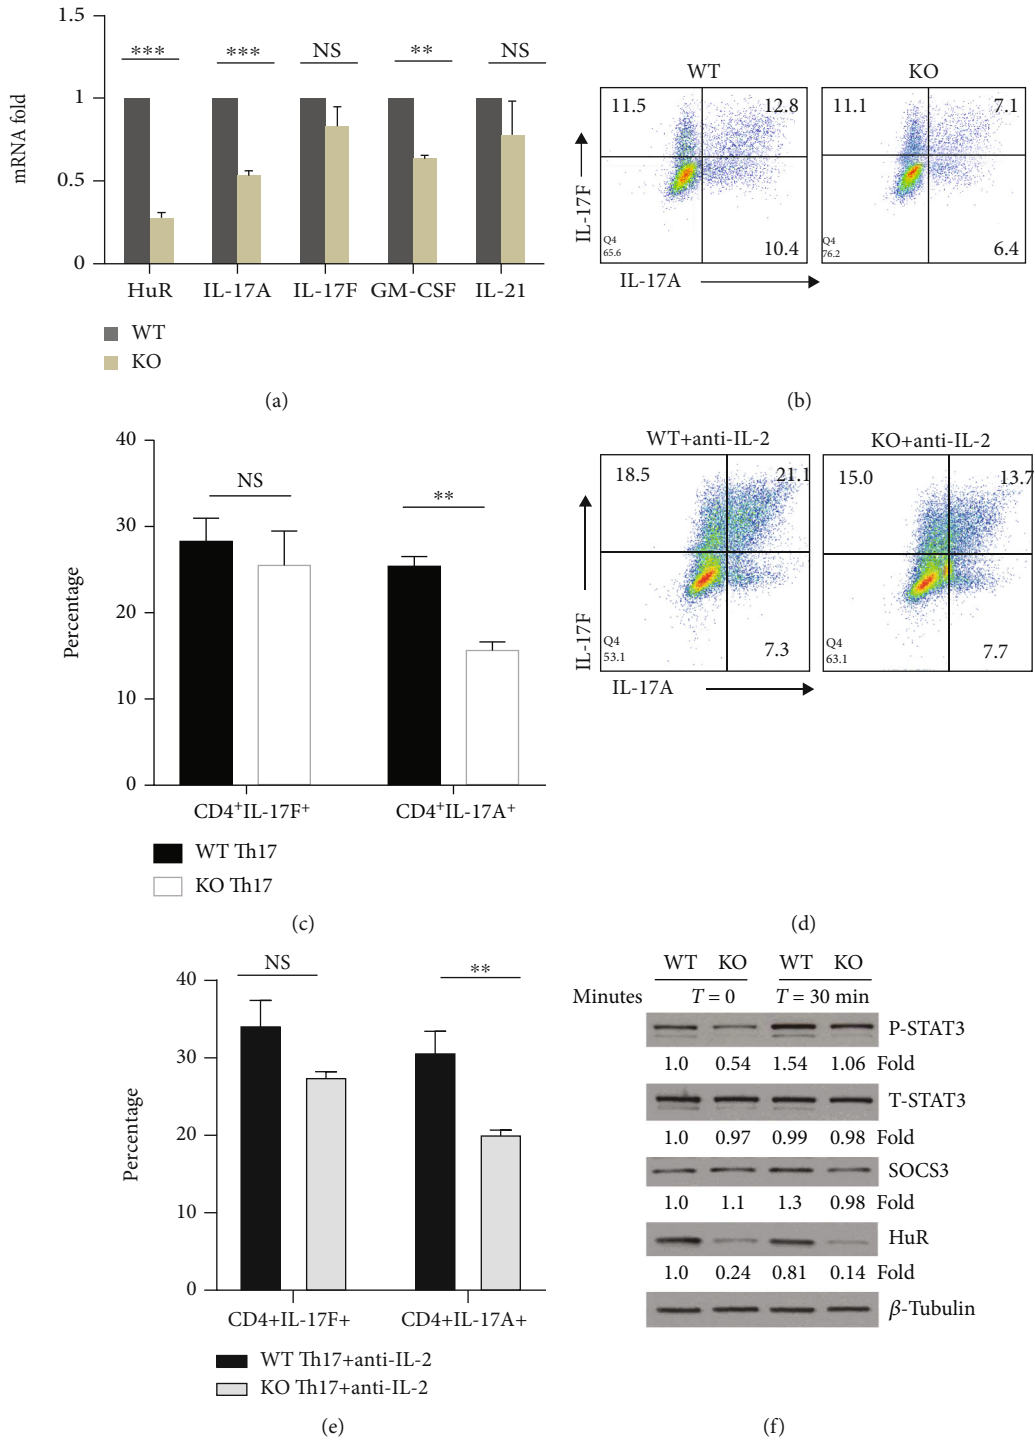 1.5
1
0.5
0
mRNA fold
*** *** NS ** NS
HuR IL-17A IL-17F GM-CSF IL-21
WT
KO
(a)
WT KO
11.5 12.8 11.1 7.1
IL-17F
Q4
65.6
10.4
Q4
76.2
6.4
IL-17A
(b)
40
30
20
10
0
Percentage
NS **
CD4+IL-17F+ CD4+IL-17A+
WT Th17
KO Th17
(c)
WT+anti-IL-2 KO+anti-IL-2
18.5 21.1 15.0 13.7
IL-17F
Q4
53.1
7.3
Q4
63.1
7.7
IL-17A
(d)
40
30
20
10
0
Percentage
NS **
CD4+IL-17F+ CD4+IL-17A+
WT Th17+anti-IL-2
KO Th17+anti-IL-2
(e)
WT KO WT KO
Minutes T = 0 T = 30 min
P-STAT3
1.0 0.54 1.54 1.06 Fold
T-STAT3
1.0 0.97 0.99 0.98 Fold
SOCS3
1.0 1.1 1.3 0.98 Fold
HuR
1.0 0.24 0.81 0.14 Fold
β-Tubulin
(f)